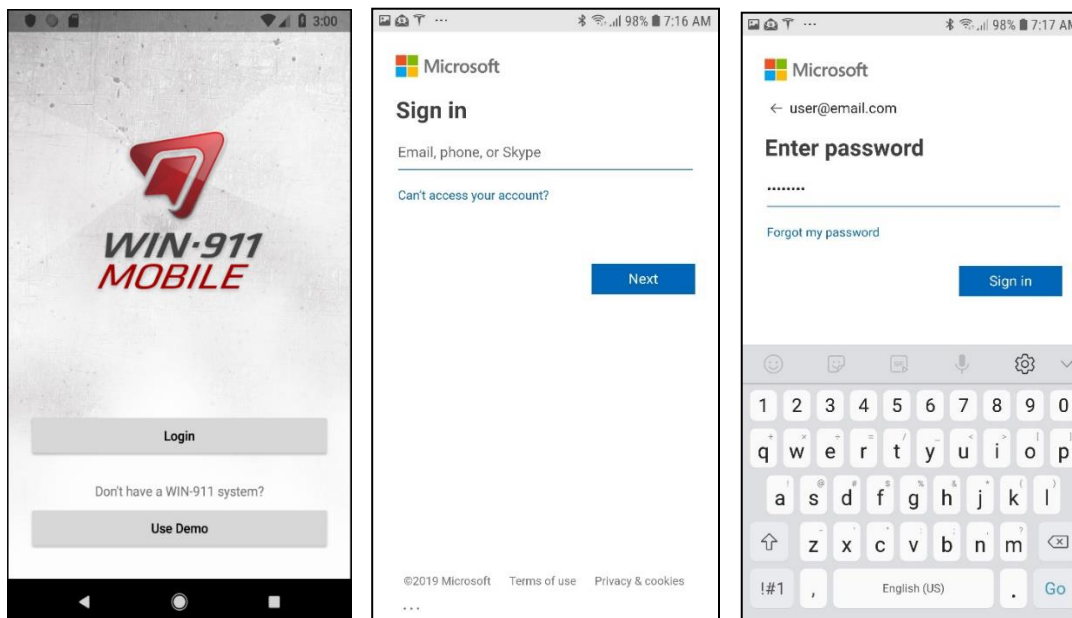 3:00
WIN-911
MOBILE
Login
Don't have a WIN-911 system?
Use Demo
... 98% 7:16 AM
Microsoft
Sign in
Email, phone, or Skype
Can't access your account?
Next
©2019 Microsoft Terms of use Privacy & cookies
...
... 98% 7:17 AM
Microsoft
← user@email.com
Enter password
········
Forgot my password
Sign in
1 2 3 4 5 6 7 8 9 0
q w e r t y u i o p
a s d f g h j k l
z x c v b n m
!#1 , English (US) . Go